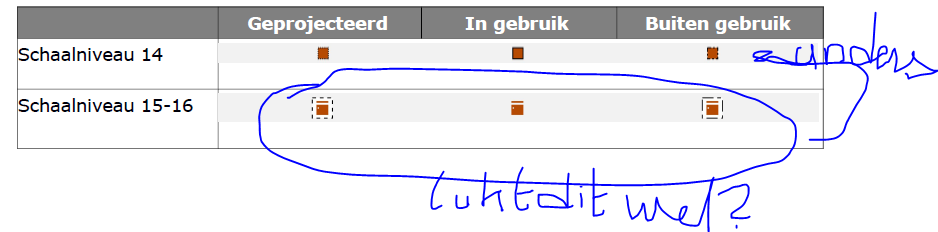 Geprojecteerd In gebruik Buiten gebruik
Schaalniveau 14
anders
Schaalniveau 15-16
lukt dit wel?